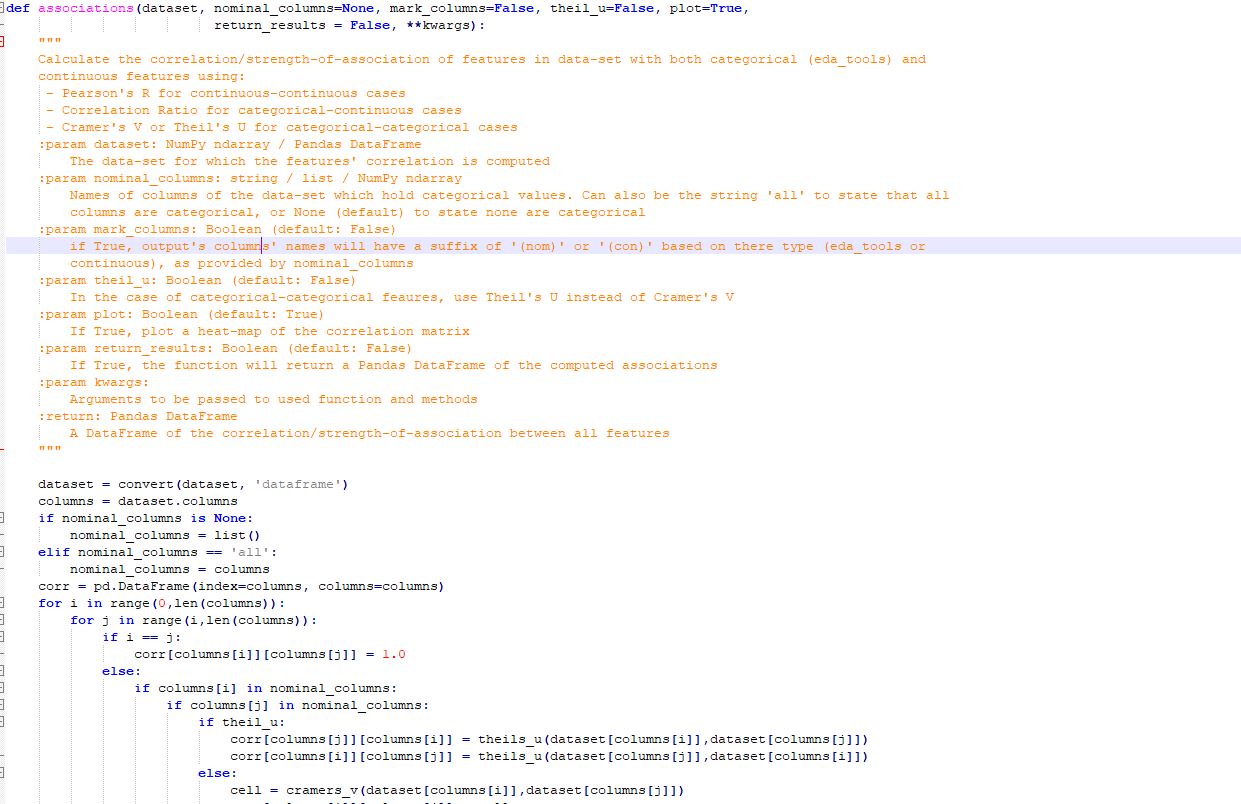 def associations(dataset, nominal_columns=None, mark_columns=False, theil_u=False, plot=True,
return_results = False, **kwargs):
"""
Calculate the correlation/strength-of-association of features in data-set with both categorical (eda_tools) and
continuous features using:
- Pearson's R for continuous-continuous cases
- Correlation Ratio for categorical-continuous cases
- Cramer's V or Theil's U for categorical-categorical cases
:param dataset: NumPy ndarray / Pandas DataFrame
The data-set for which the features' correlation is computed
:param nominal_columns: string / list / NumPy ndarray
Names of columns of the data-set which hold categorical values. Can also be the string 'all' to state that all
columns are categorical, or None (default) to state none are categorical
:param mark_columns: Boolean (default: False)
if True, output's columns' names will have a suffix of '(nom)' or '(con)' based on there type (eda_tools or
continuous), as provided by nominal_columns
:param theil_u: Boolean (default: False)
In the case of categorical-categorical feaures, use Theil's U instead of Cramer's V
:param plot: Boolean (default: True)
If True, plot a heat-map of the correlation matrix
:param return_results: Boolean (default: False)
If True, the function will return a Pandas DataFrame of the computed associations
:param kwargs:
Arguments to be passed to used function and methods
:return: Pandas DataFrame
A DataFrame of the correlation/strength-of-association between all features
"""
dataset = convert(dataset, 'dataframe')
columns = dataset.columns
if nominal_columns is None:
nominal_columns = list()
elif nominal_columns == 'all':
nominal_columns = columns
corr = pd.DataFrame(index=columns, columns=columns)
for i in range(0,len(columns)):
for j in range(i,len(columns)):
if i == j:
corr[columns[i]][columns[j]] = 1.0
else:
if columns[i] in nominal_columns:
if columns[j] in nominal_columns:
if theil_u:
corr[columns[j]][columns[i]] = theils_u(dataset[columns[i]],dataset[columns[j]])
corr[columns[i]][columns[j]] = theils_u(dataset[columns[j]],dataset[columns[i]])
else:
cell = cramers_v(dataset[columns[i]],dataset[columns[j]])